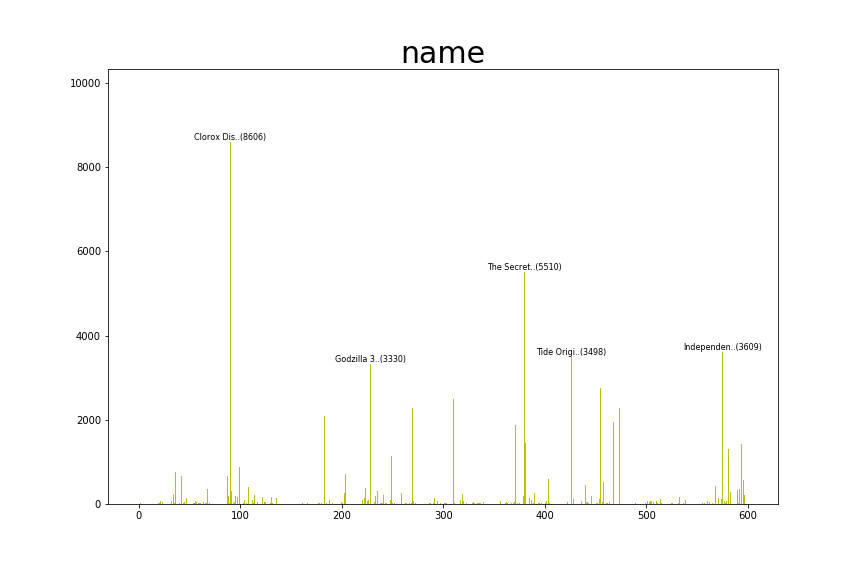 name
10000
Clorox Dis..(8606)
8000
6000
The Secret..(5510)
4000
Independen..(3609)
Tide Origi..(3498)
Godzilla 3..(3330)
2000
0
0 100 200 300 400 500 600